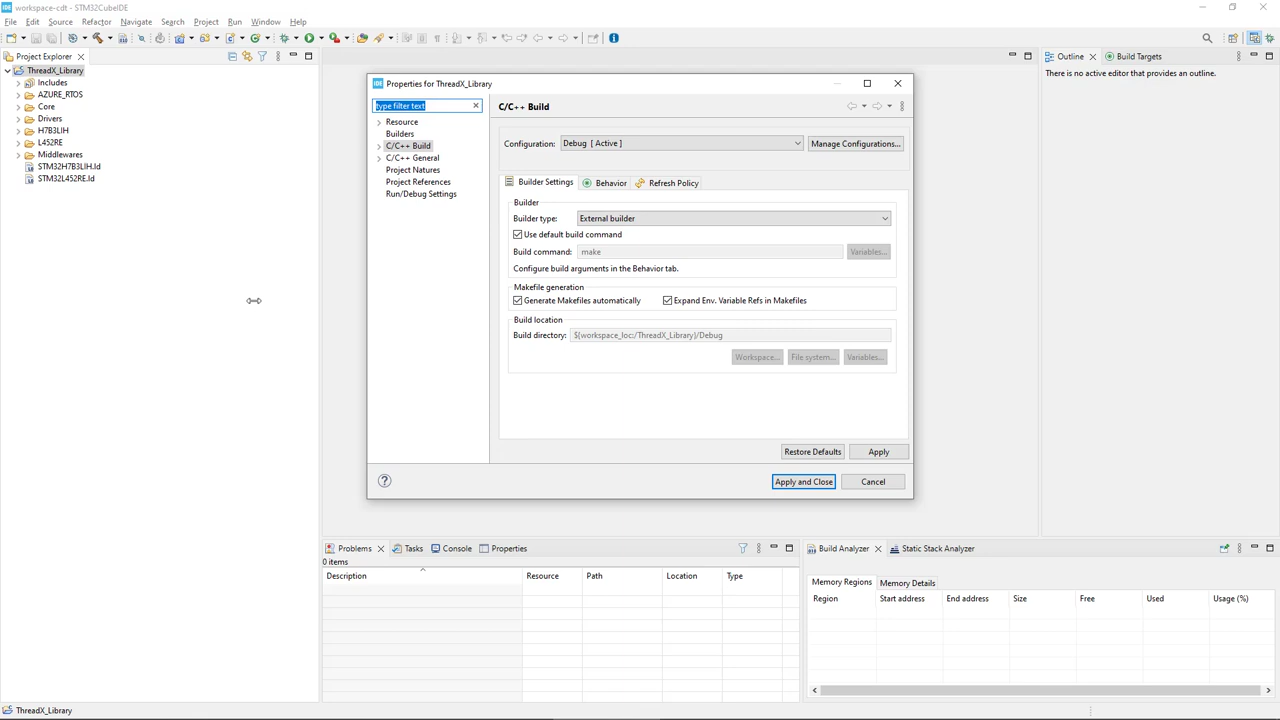 workspace-cdt - STM32CubeIDE
File Edit Source Refactor Navigate Search Project Run Window Help
Project Explorer
ThreadX_Library
Includes
AZURE_RTOS
Core
Drivers
H7B3LIH
L452RE
Middlewares
STM32H7B3LIH.ld
STM32L452RE.ld
IDE Properties for ThreadX_Library
type filter text
Resource
Builders
C/C++ Build
C/C++ General
Project Natures
Project References
Run/Debug Settings
C/C++ Build
Configuration: Debug [ Active ] Manage Configurations...
Builder Settings Behavior Refresh Policy
Builder
Builder type: External builder
Use default build command
Build command: make Variables...
Configure build arguments in the Behavior tab.
Makefile generation
Generate Makefiles automatically Expand Env. Variable Refs in Makefiles
Build location
Build directory: ${workspace_loc:/ThreadX_Library}/Debug
Workspace... File system... Variables...
Restore Defaults Apply
Apply and Close Cancel
Outline Build Targets
There is no active editor that provides an outline.
Problems Tasks Console Properties
0 items
Description Resource Path Location Type
Build Analyzer Static Stack Analyzer
Memory Regions Memory Details
Region Start address End address Size Free Used Usage (%)
ThreadX_Library